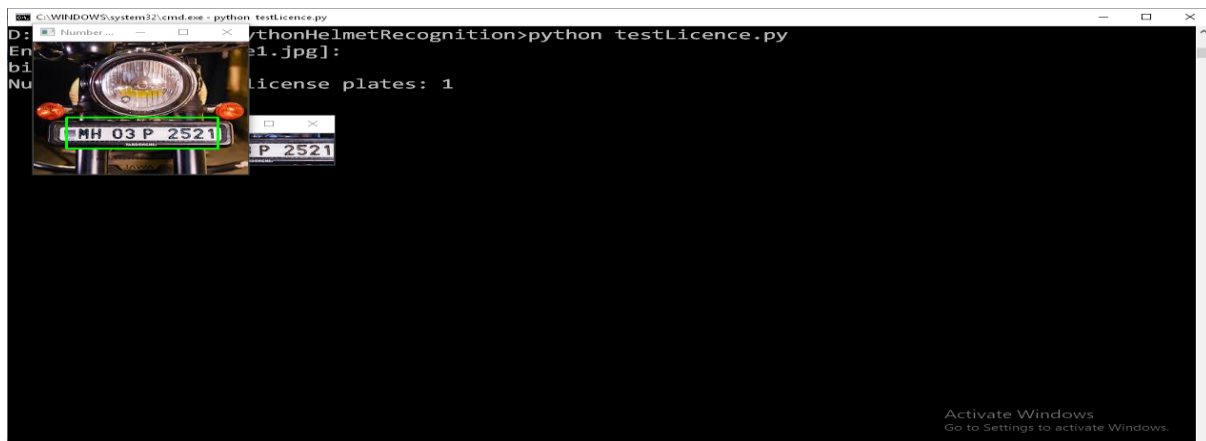 C:\WINDOWS\system32\cmd.exe - python testLicence.py
D:
ythonHelmetRecognition>python testLicence.py
Number ...
En
e1.jpg]:
bi
Nu
License plates: 1
MH 03 P 2521
P 2521
Activate Windows
Go to Settings to activate Windows.